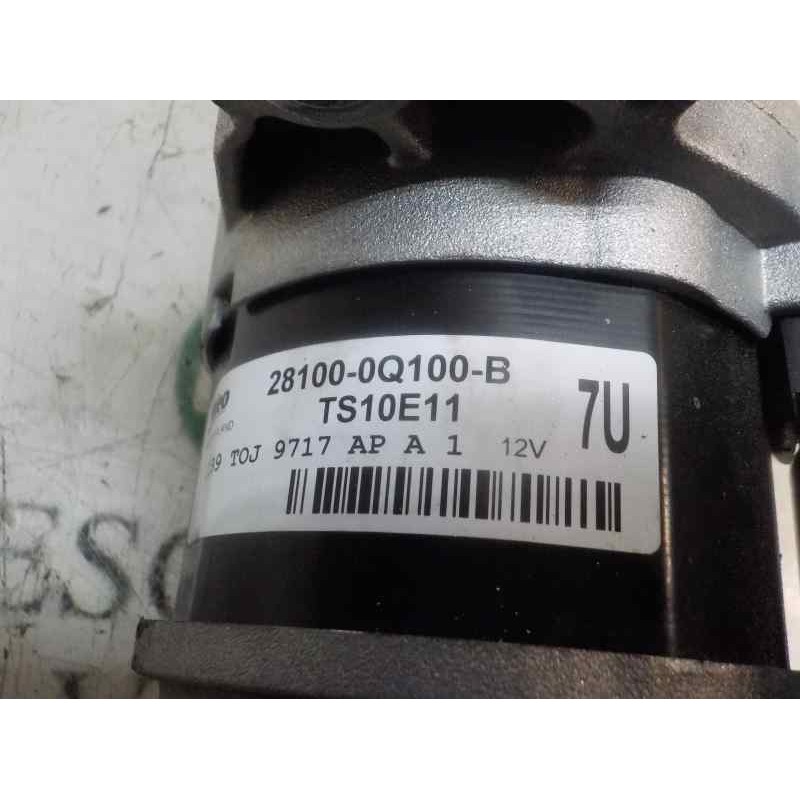 28100-0Q100-B
TS10E11
7U
TOJ 9717 AP A 1
12V